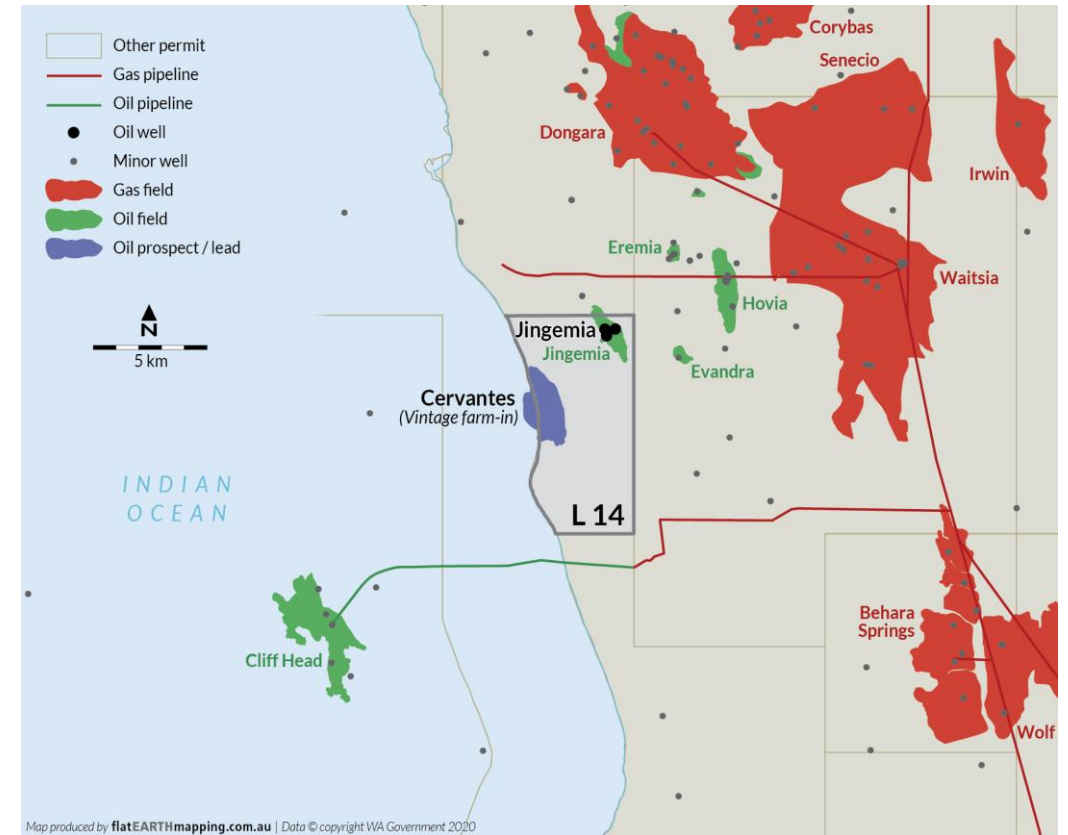 Other permit
Gas pipeline
Oil pipeline
Oil well
Minor well
Gas field
Oil field
Oil prospect / lead
N
5 km
Corybas
Senecio
Dongara
Irwin
Eremia
Waitsia
Hovia
Jingemia
Jingemia
Evandra
Cervantes
(Vintage farm-in)
INDIAN
OCEAN
L 14
Behara
Springs
Cliff Head
Wolf
Map produced by flatEARTHmapping.com.au | Data © copyright WA Government 2020